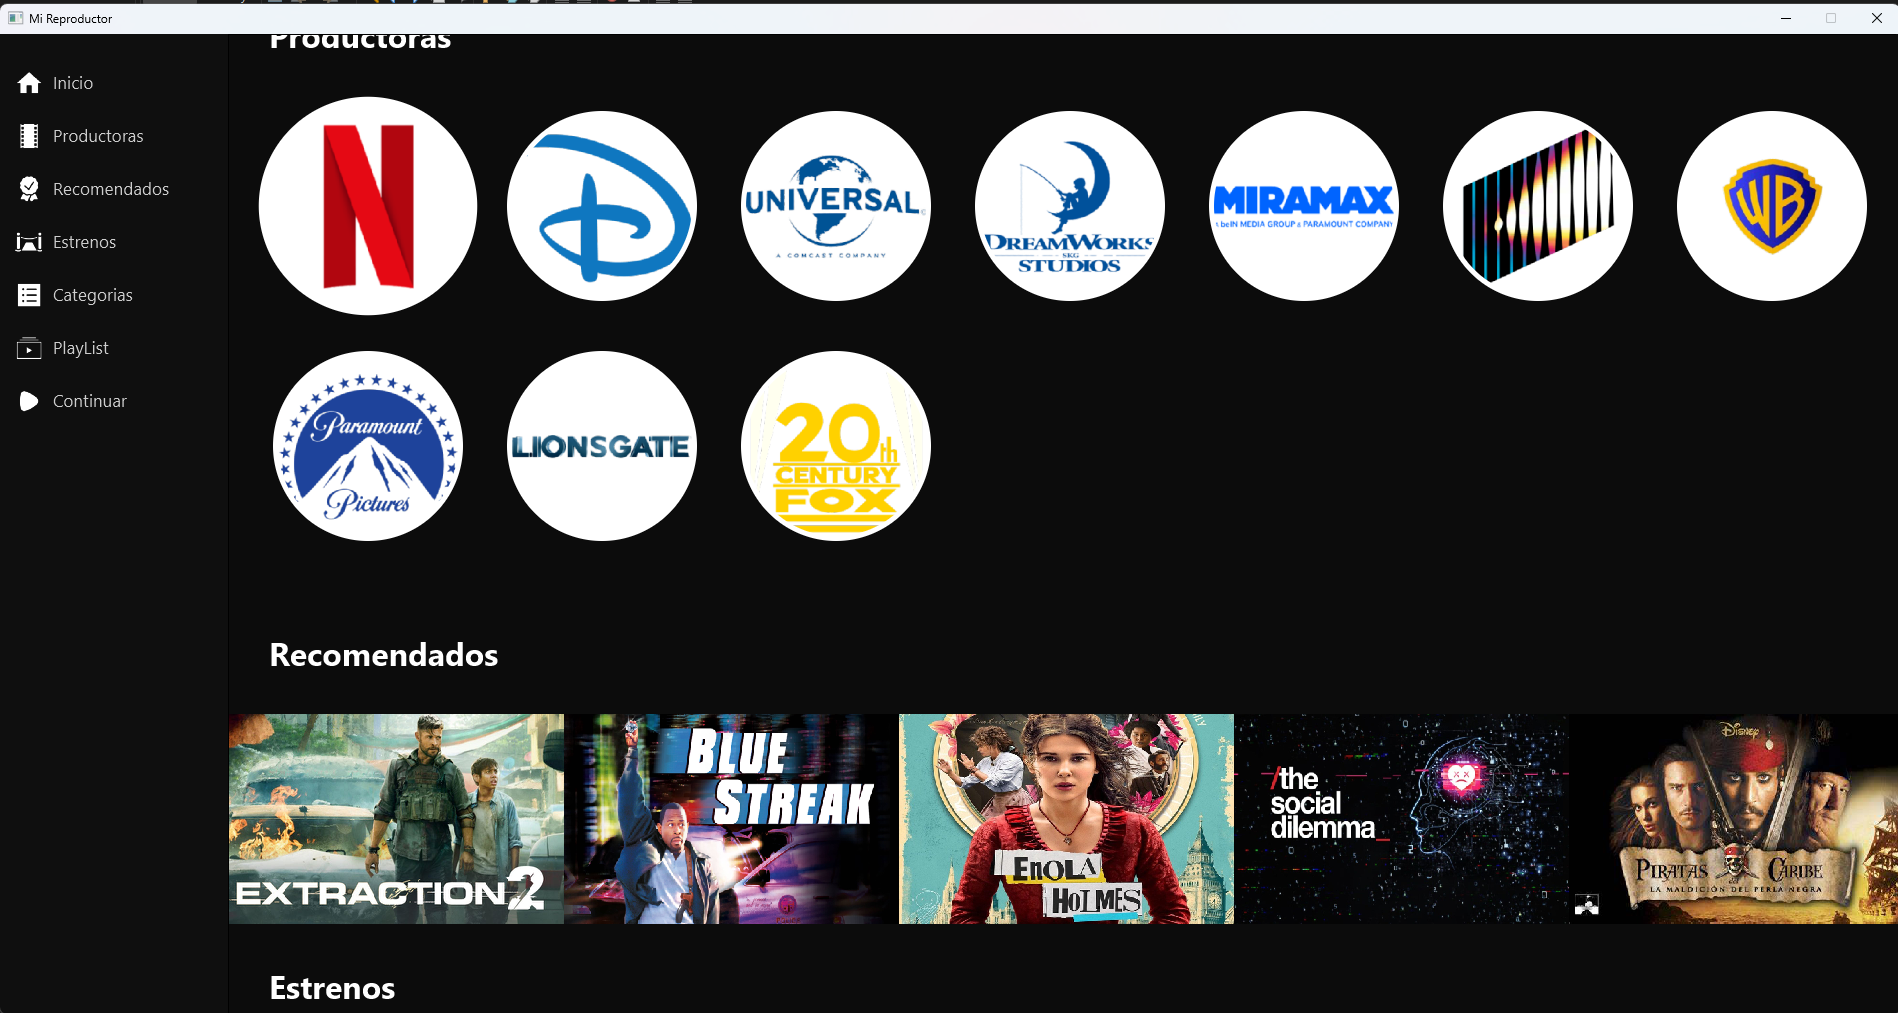 Mi Reproductor
Productoras
Inicio
Productoras
Recomendados
Estrenos
Categorias
PlayList
Continuar
N
D
UNIVERSAL
A COMCAST COMPANY
DREAMWORKS
SKG
STUDIOS
MIRAMAX
A beIN MEDIA GROUP & PARAMOUNT COMPANY
WB
Paramount
Pictures
LIONSGATE
20th
CENTURY
FOX
Recomendados
EXTRACTION 2
BLUE
STREAK
ENOLA
HOLMES
/the
social
dilemma_
Disney
PIRATAS DEL CARIBE
LA MALDICIÓN DEL PERLA NEGRA
Estrenos